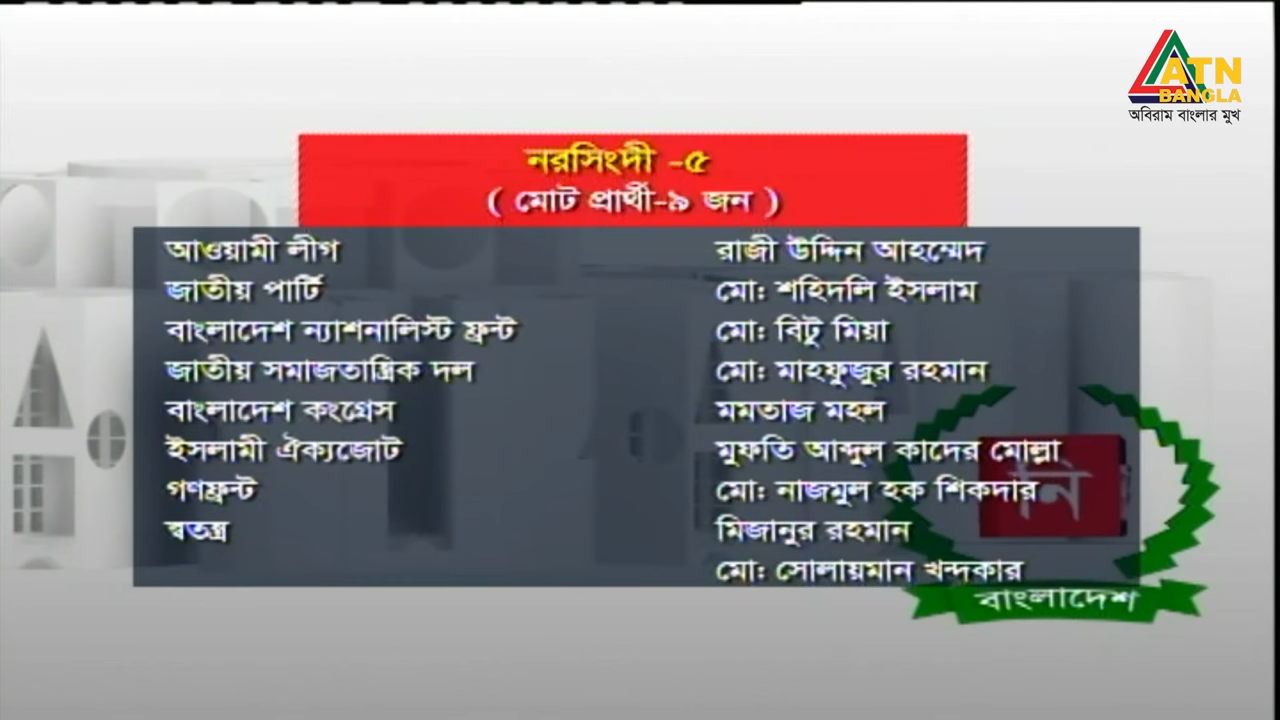 ATN
BANGLA
অবিরাম বাংলার মুখ
নরসিংদী -৫
( মোট প্রার্থী-৯ জন )
আওয়ামী লীগ রাজী উদ্দিন আহম্মেদ
জাতীয় পার্টি মো: শহিদলি ইসলাম
বাংলাদেশ ন্যাশনালিস্ট ফ্রন্ট মো: বিটু মিয়া
জাতীয় সমাজতান্ত্রিক দল মো: মাহফুজুর রহমান
বাংলাদেশ কংগ্রেস মমতাজ মহল
ইসলামী ঐক্যজোট মুফতি আব্দুল কাদের মোল্লা
গণফ্রন্ট মো: নাজমুল হক শিকদার
স্বতন্ত্র মিজানুর রহমান
মো: সোলায়মান খন্দকার
নি
বাংলাদেশ